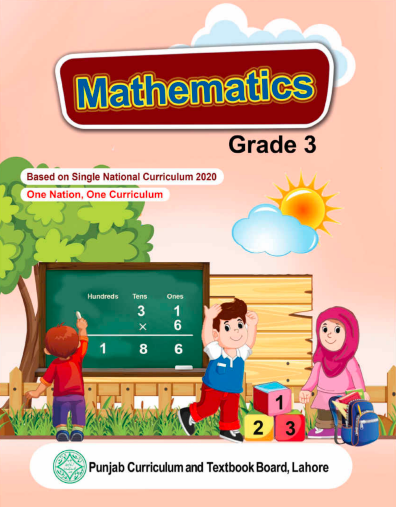 Mathematics
Grade 3
Based on Single National Curriculum 2020
One Nation, One Curriculum
Hundreds Tens Ones
3 1
× 6
1 8 6
1
2 3
Punjab Curriculum and Textbook Board, Lahore